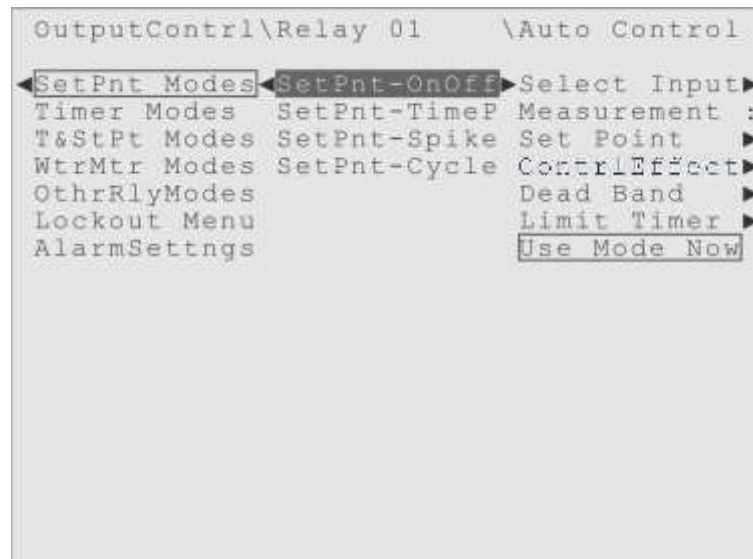 OutputContrl\Relay 01 \Auto Control
SetPnt Modes SetPnt-OnOff Select Input
Timer Modes SetPnt-TimeP Measurement :
T&StPt Modes SetPnt-Spike Set Point
WtrMtr Modes SetPnt-Cycle ContrlEffect
OthrRlyModes Dead Band
Lockout Menu Limit Timer
AlarmSettngs Use Mode Now